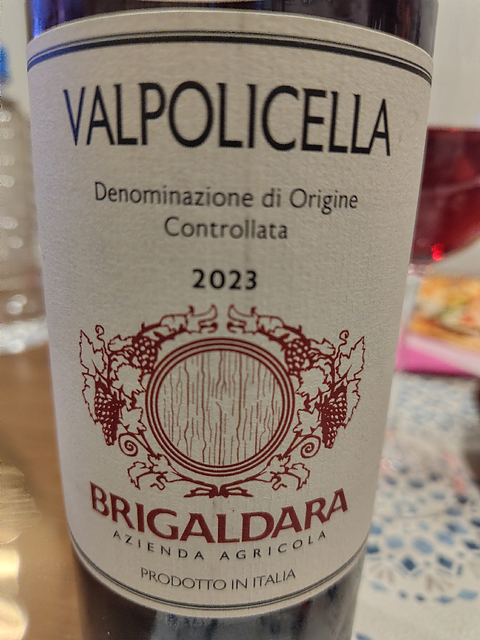 VALPOLICELLA
Denominazione di Origine
Controllata
2023
BRIGALDARA
AZIENDA AGRICOLA
PRODOTTO IN ITALIA